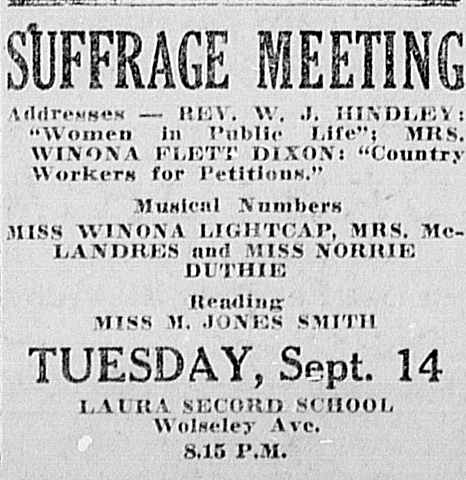 SUFFRAGE MEETING
Addresses — REV. W. J. HINDLEY:
"Women in Public Life"; MRS.
WINONA FLETT DIXON: "Country
Workers for Petitions."
Musical Numbers
MISS WINONA LIGHTCAP, MRS. Mc-
LANDRES and MISS NORRIE
DUTHIE
Reading
MISS M. JONES SMITH
TUESDAY, Sept. 14
LAURA SECORD SCHOOL
Wolseley Ave.
8.15 P.M.